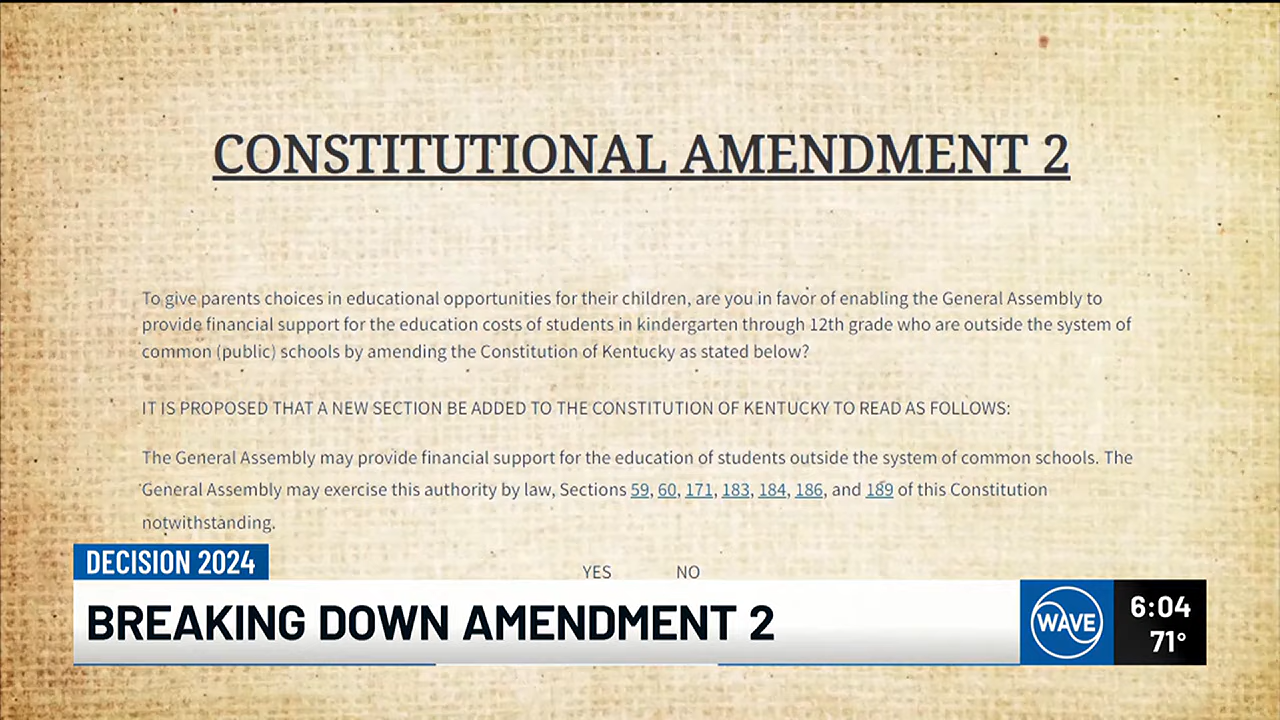 CONSTITUTIONAL AMENDMENT 2
To give parents choices in educational opportunities for their children, are you in favor of enabling the General Assembly to
provide financial support for the education costs of students in kindergarten through 12th grade who are outside the system of
common (public) schools by amending the Constitution of Kentucky as stated below?
IT IS PROPOSED THAT A NEW SECTION BE ADDED TO THE CONSTITUTION OF KENTUCKY TO READ AS FOLLOWS:
The General Assembly may provide financial support for the education of students outside the system of common schools. The
General Assembly may exercise this authority by law, Sections 59, 60, 171, 183, 184, 186, and 189 of this Constitution
notwithstanding.
YES NO
DECISION 2024
BREAKING DOWN AMENDMENT 2
WAVE
6:04
71°